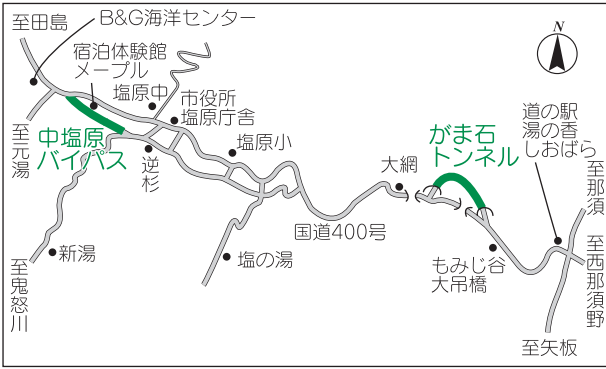 至田島
B&G海洋センター
宿泊体験館
メープル
塩原中
市役所
塩原庁舎
中塩原
バイパス
至元湯
逆杉
塩原小
大網
がま石
トンネル
道の駅
湯の香
しおばら
至那須
至西那須野
N
国道400号
新湯
塩の湯
もみじ谷
大吊橋
至鬼怒川
至矢板